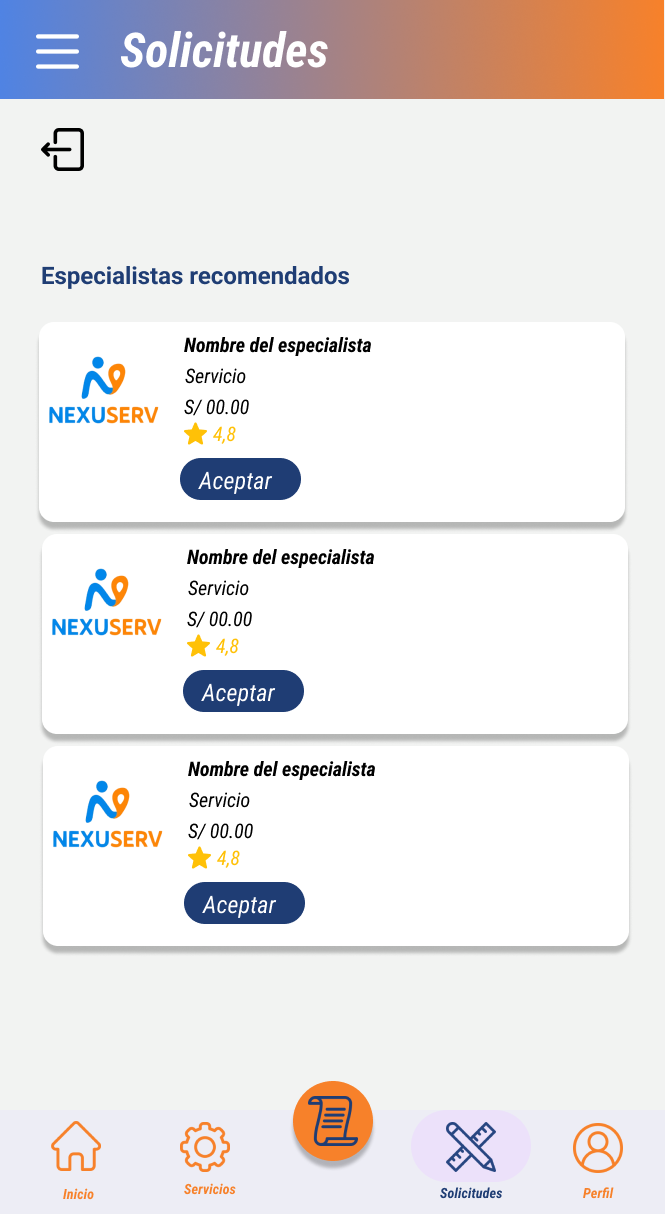 Solicitudes
Especialistas recomendados
Nombre del especialista
Servicio
S/ 00.00
4,8
Aceptar
NEXUSERV
Nombre del especialista
Servicio
S/ 00.00
4,8
Aceptar
NEXUSERV
Nombre del especialista
Servicio
S/ 00.00
4,8
Aceptar
NEXUSERV
Inicio
Servicios
Solicitudes
Perfil